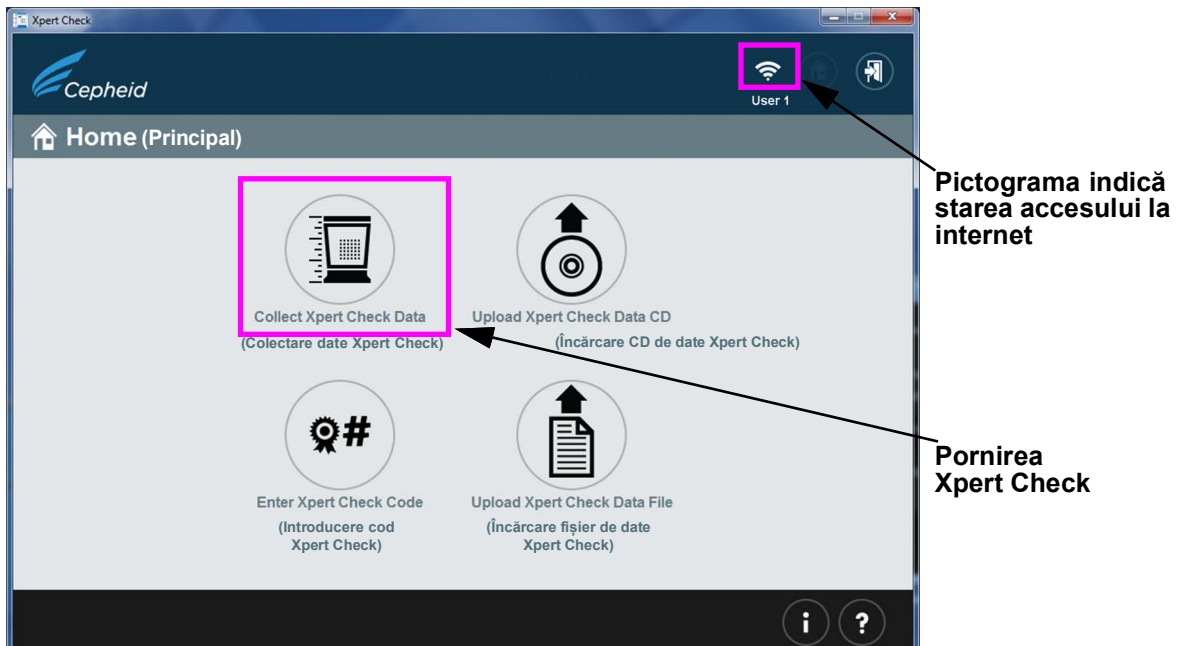 Xpert Check
Cepheid
User 1
Home (Principal)
Pictograma indică
starea accesului la
internet
Collect Xpert Check Data
(Colectare date Xpert Check)
Upload Xpert Check Data CD
(Încărcare CD de date Xpert Check)
#
Enter Xpert Check Code
(Introducere cod
Xpert Check)
Upload Xpert Check Data File
(Încărcare fișier de date
Xpert Check)
Pornirea
Xpert Check
i ?